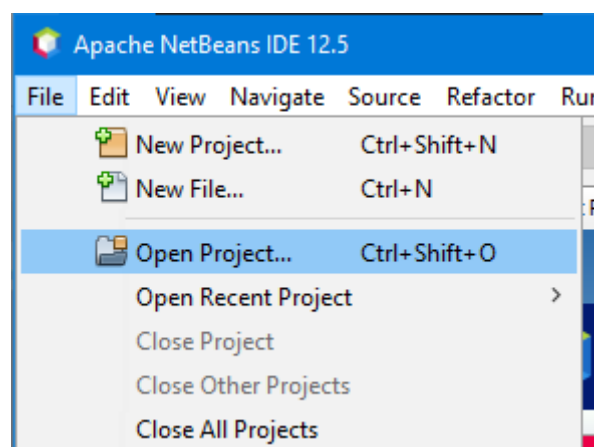 Apache NetBeans IDE 12.5
File Edit View Navigate Source Refactor
New Project... Ctrl+Shift+N
New File... Ctrl+N
Open Project... Ctrl+Shift+O
Open Recent Project >
Close Project
Close Other Projects
Close All Projects